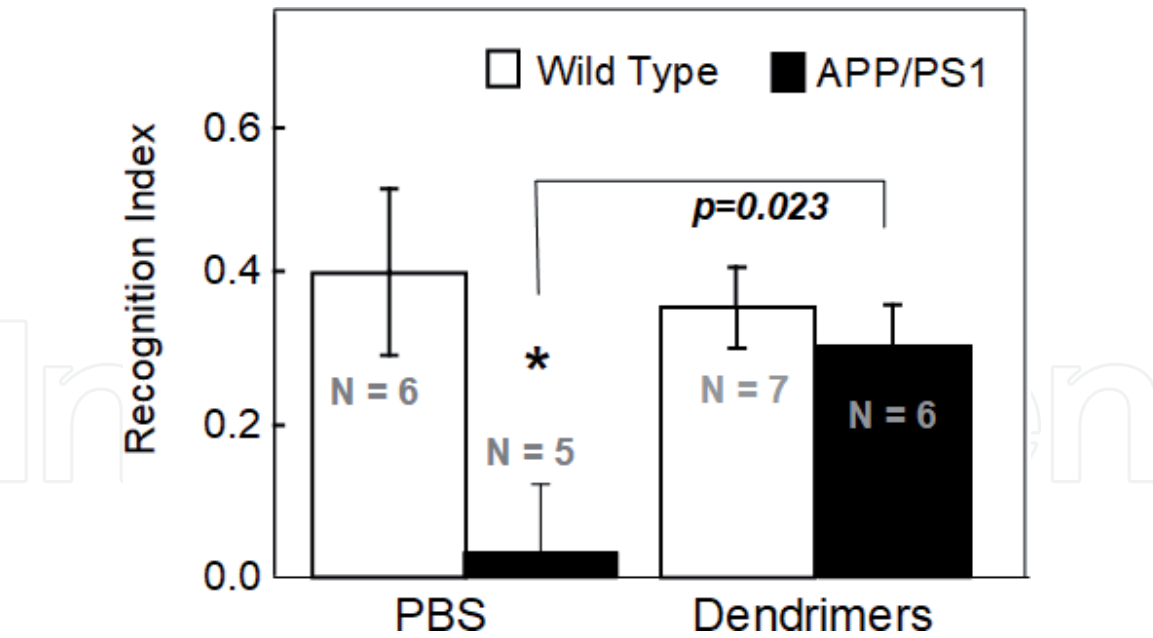 Wild Type
APP/PS1
Recognition Index
0.6
0.4
0.2
0.0
p=0.023
*
N = 6
N = 5
N = 7
N = 6
PBS
Dendrimers